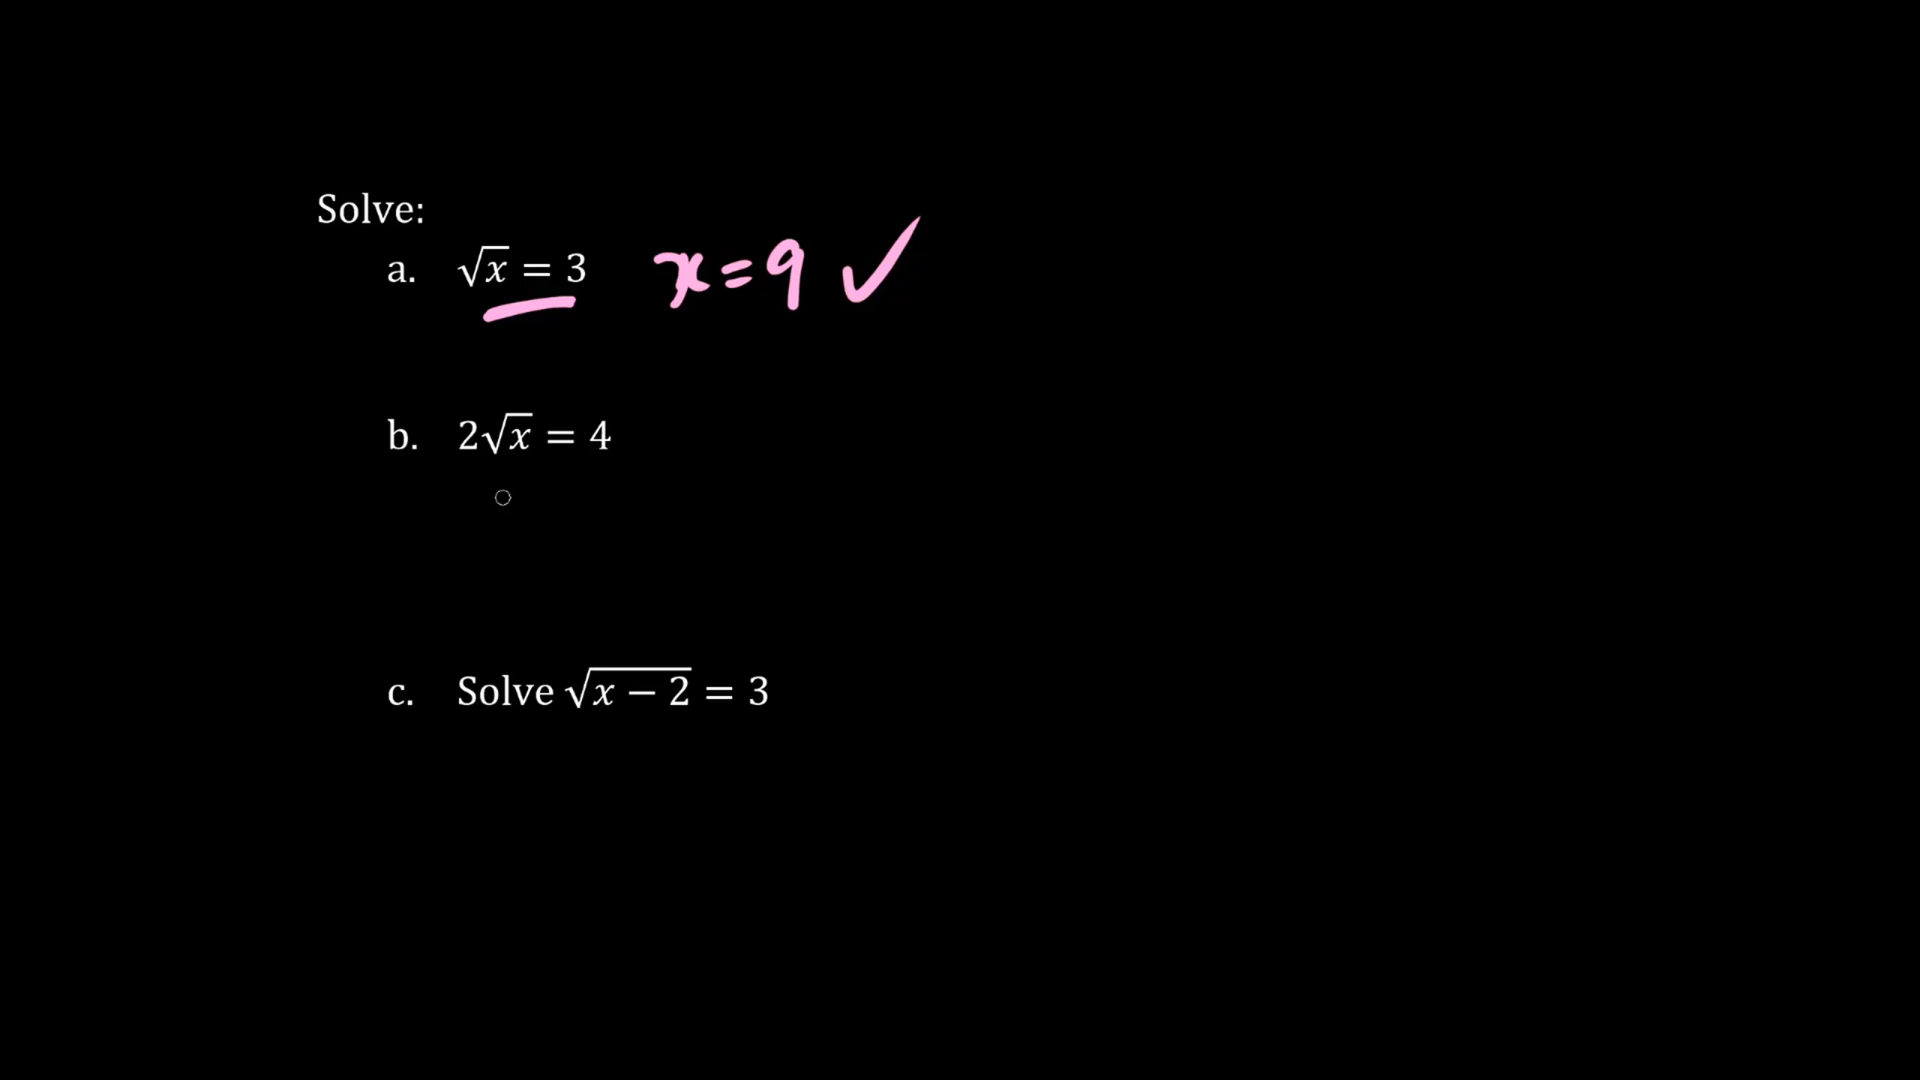 Solve:
a. √x = 3 x = 9 ✓
b. 2√x = 4
c. Solve √(x − 2) = 3